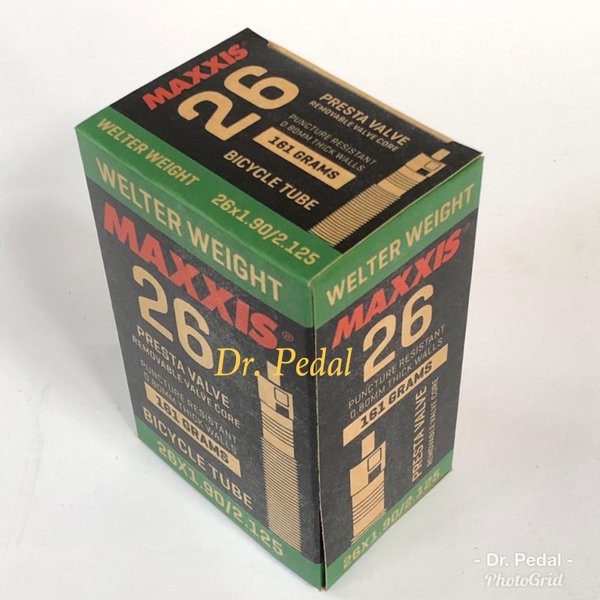 MAXXIS
26
PRESTA VALVE
REMOVABLE VALVE CORE
PUNCTURE RESISTANT
0.80MM THICK WALLS
161 GRAMS
BICYCLE TUBE
WELTER WEIGHT
26x1.90/2.125
WELTER WEIGHT
MAXXIS®
26
PRESTA VALVE
REMOVABLE VALVE CORE
PUNCTURE RESISTANT
0.80MM THICK WALLS
161 GRAMS
BICYCLE TUBE
26X1.90/2.125
WELTER WEIGHT
MAXXIS
26
PUNCTURE RESISTANT
0.80MM THICK WALLS
161 GRAMS
PRESTA VALVE
REMOVABLE VALVE CORE
26X1.90/2.125
Dr. Pedal
- Dr. Pedal -
PhotoGrid